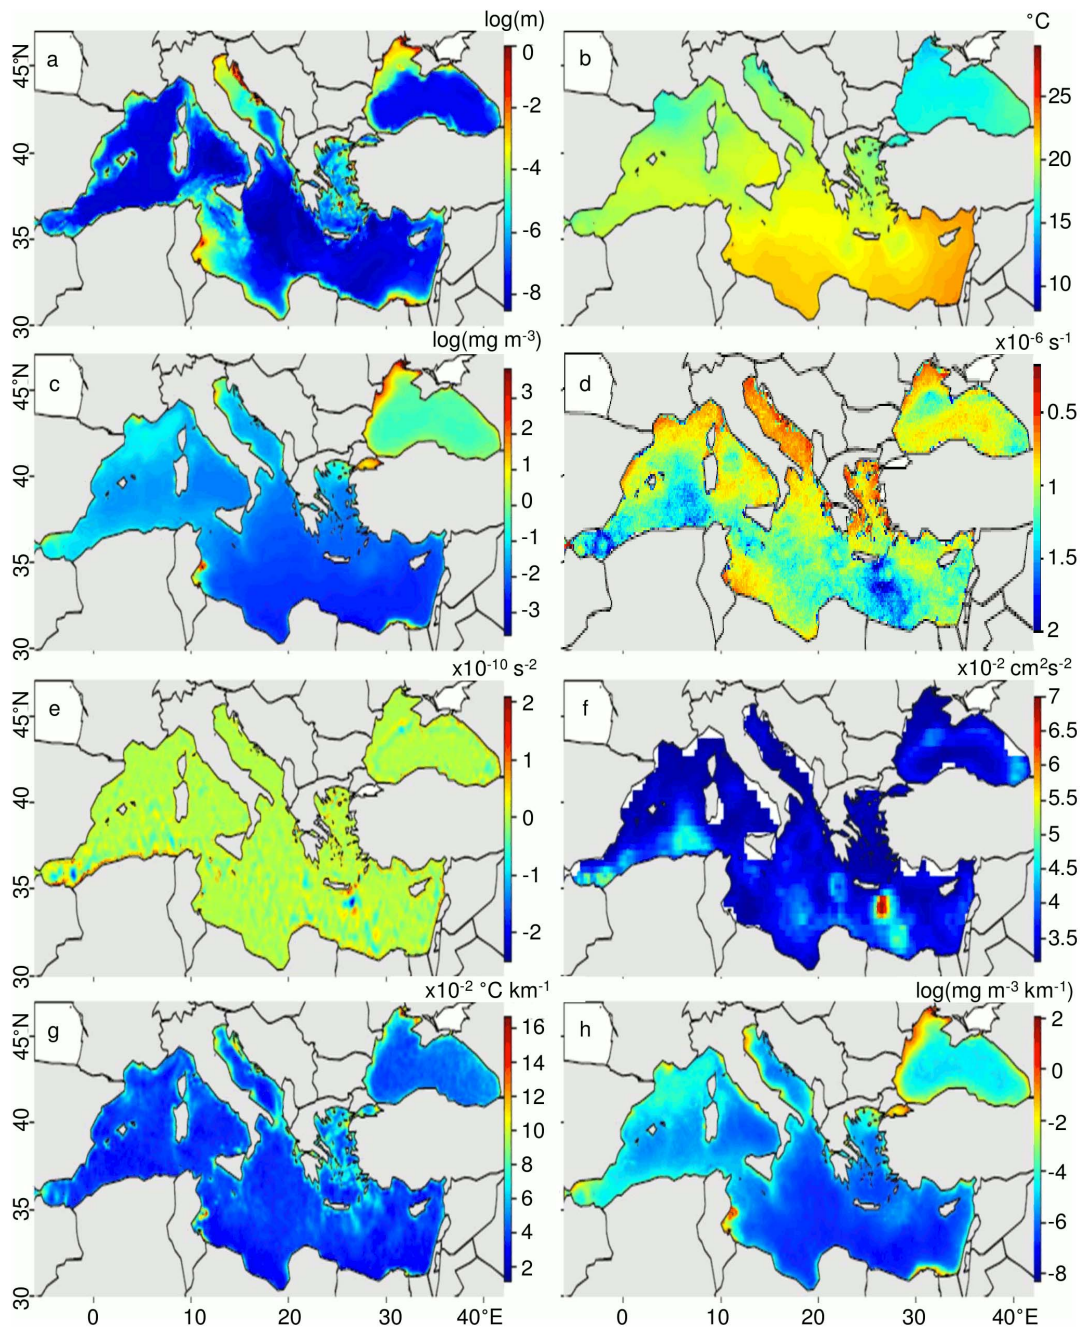 log(m) °C
a b
45°N 40 35 30
0 -2 -4 -6 -8
25 20 15 10
log(mg m-3) x10-6 s-1
c d
45°N 40 35 30
3 2 1 0 -1 -2 -3
0.5 1 1.5 2
x10-10 s-2 x10-2 cm2s-2
e f
45°N 40 35 30
2 1 0 -1 -2
7 6.5 6 5.5 5 4.5 4 3.5
x10-2 °C km-1 log(mg m-3 km-1)
g h
45°N 40 35 30
16 14 12 10 8 6 4 2
2 0 -2 -4 -6 -8
0 10 20 30 40°E 0 10 20 30 40°E